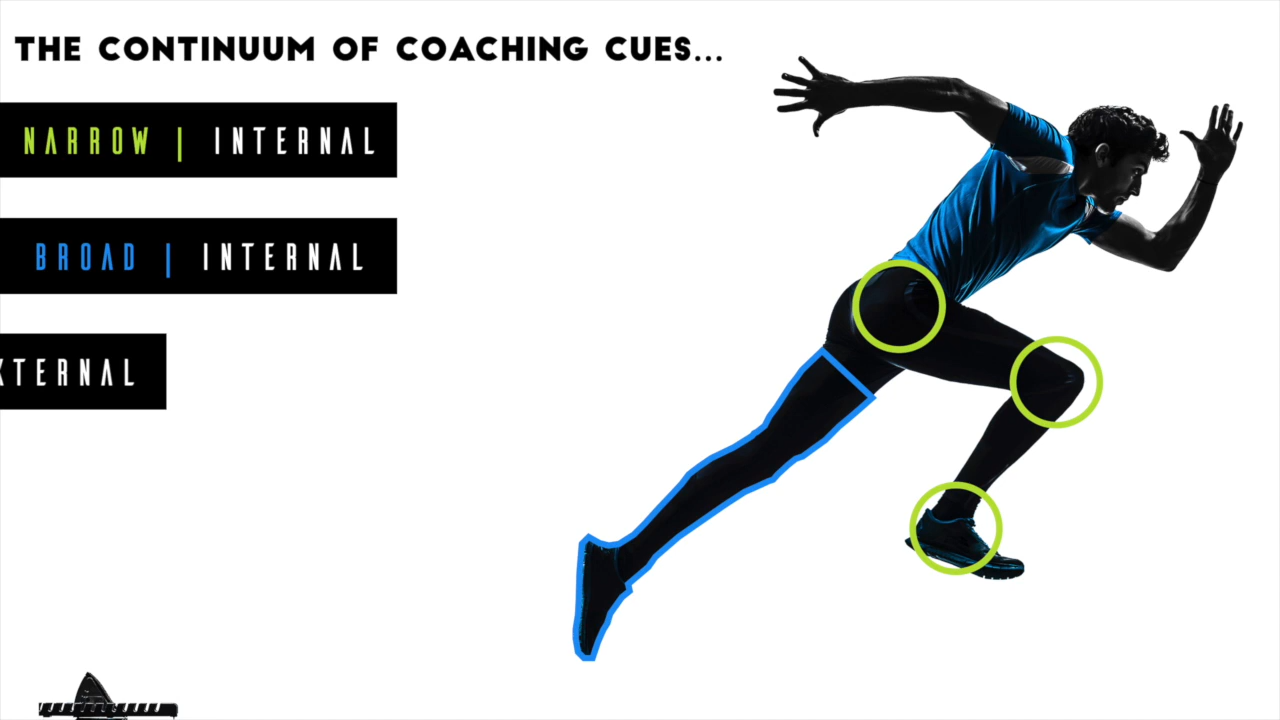 THE CONTINUUM OF COACHING CUES...
NARROW | INTERNAL
BROAD | INTERNAL
XTERNAL